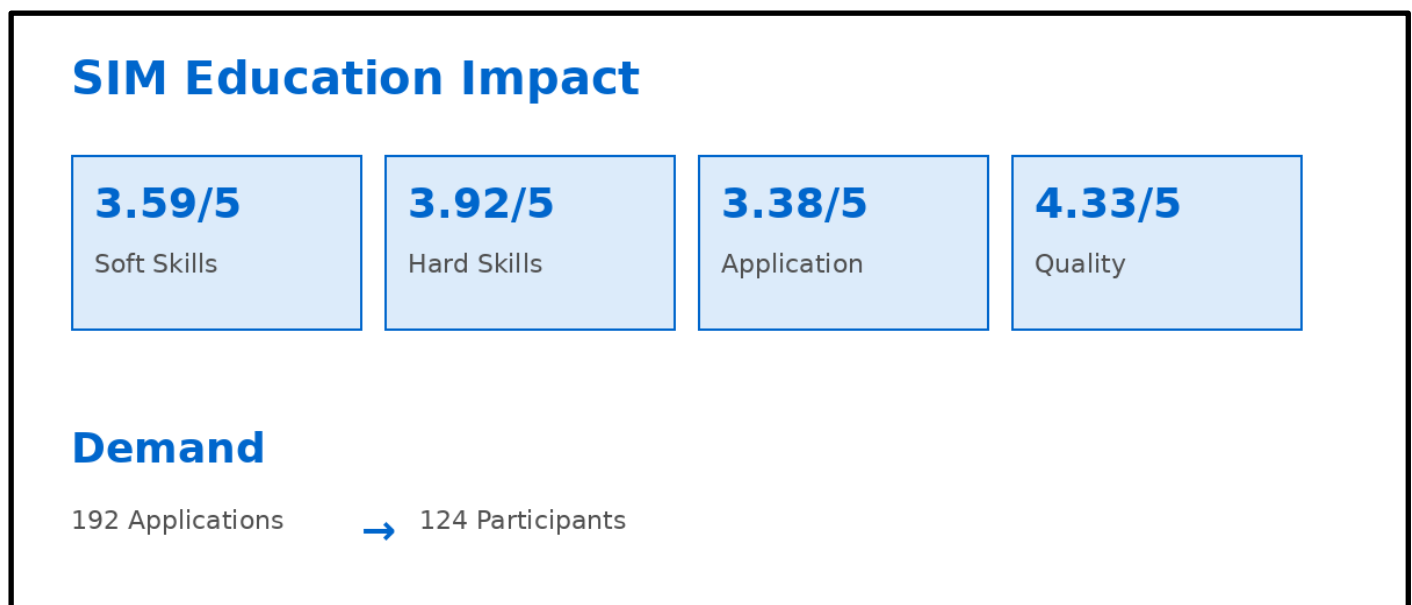 SIM Education Impact
3.59/5
Soft Skills
3.92/5
Hard Skills
3.38/5
Application
4.33/5
Quality
Demand
192 Applications → 124 Participants